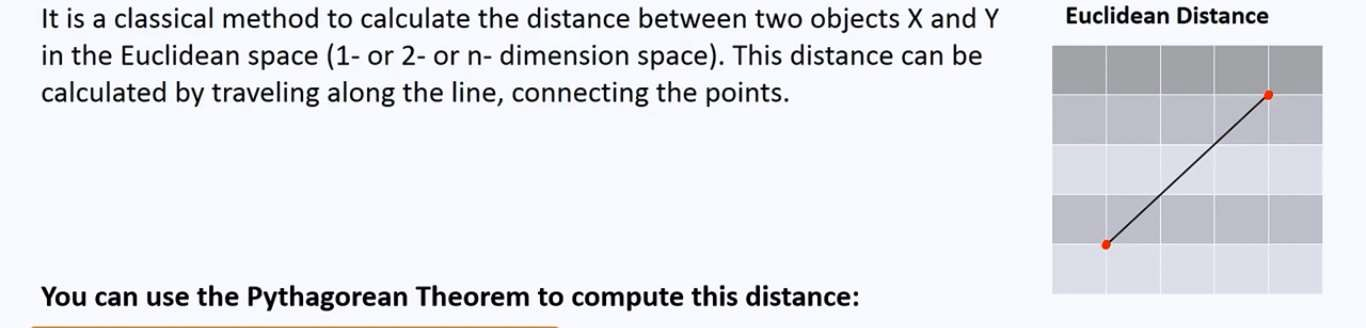 It is a classical method to calculate the distance between two objects X and Y
in the Euclidean space (1- or 2- or n- dimension space). This distance can be
calculated by traveling along the line, connecting the points.
Euclidean Distance
You can use the Pythagorean Theorem to compute this distance: